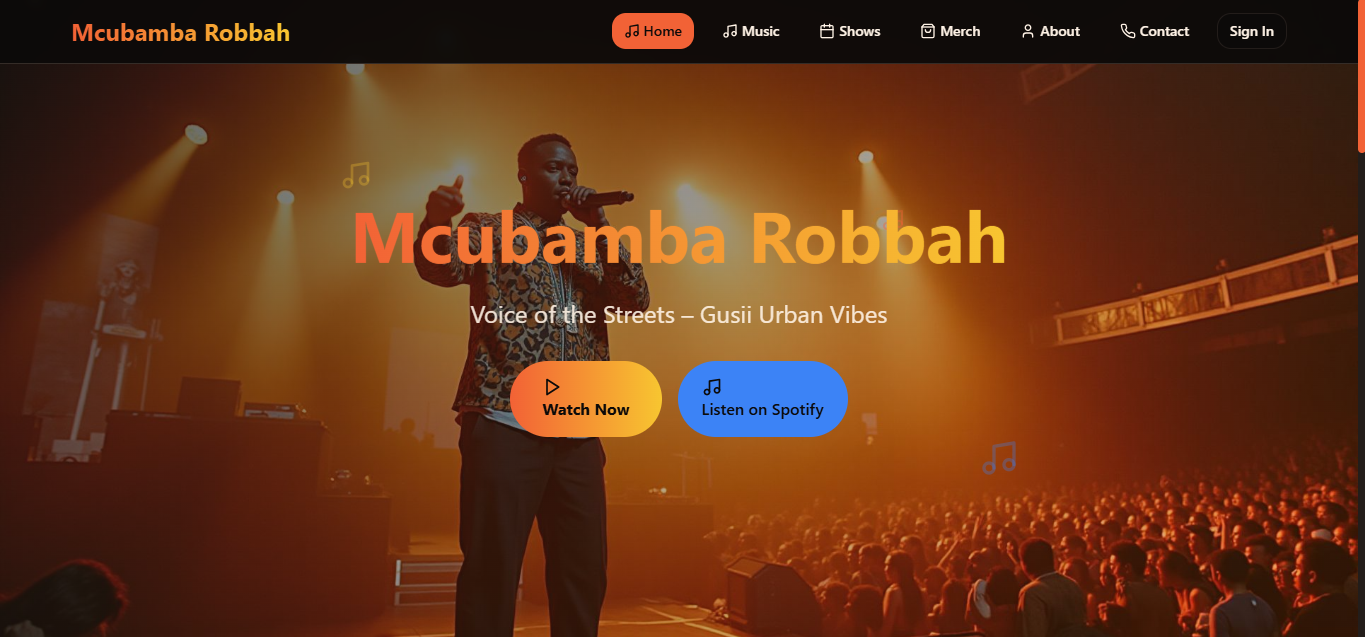 Mcubamba Robbah
Home
Music
Shows
Merch
About
Contact
Sign In
Mcubamba Robbah
Voice of the Streets – Gusii Urban Vibes
Watch Now
Listen on Spotify